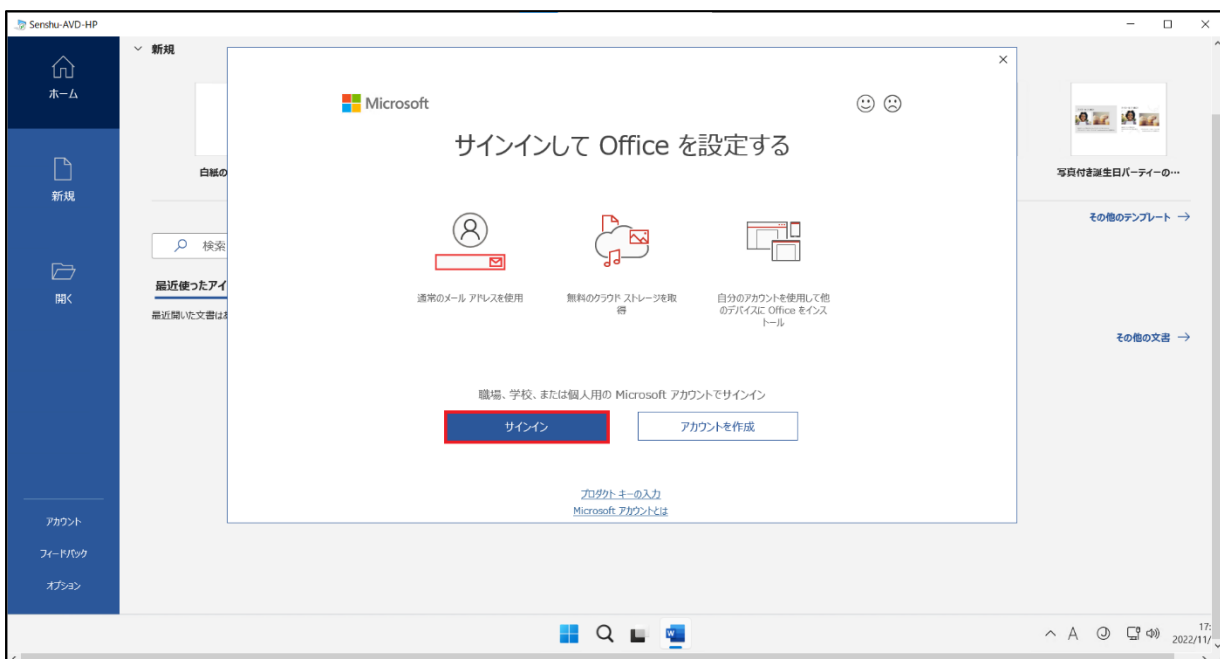 Senshu-AVD-HP
ホーム
新規
開く
アカウント
フィードバック
オプション
新規
白紙の
写真付き誕生日パーティーの…
その他のテンプレート →
検索
最近使ったアイ
最近開いた文書はあ
その他の文書 →
Microsoft
サインインして Office を設定する
通常のメール アドレスを使用
無料のクラウド ストレージを取
得
自分のアカウントを使用して他
のデバイスに Office をインス
トール
職場、学校、または個人用の Microsoft アカウントでサインイン
サインイン
アカウントを作成
プロダクト キーの入力
Microsoft アカウントとは
A
17:
2022/11/